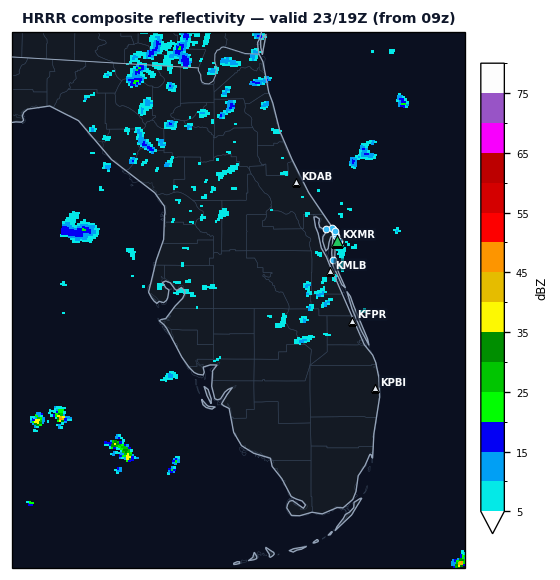 HRRR composite reflectivity — valid 23/19Z (from 09z)
KDAB
KXMR
KMLB
KFPR
KPBI
75
65
55
45
35
25
15
5
dBZ